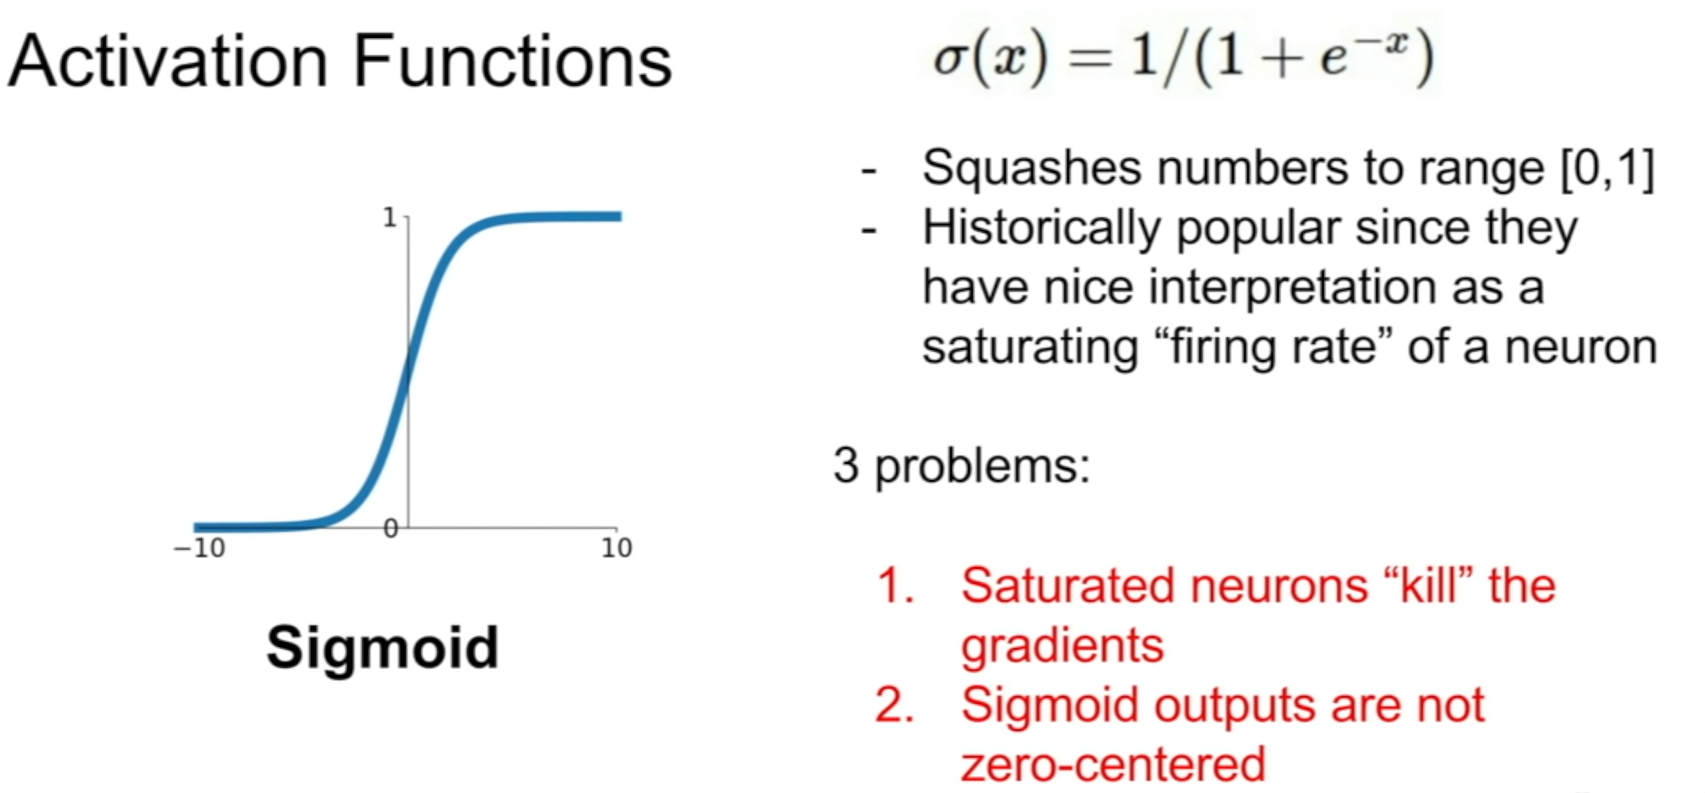 Activation Functions
σ(x) = 1/(1 + e⁻ˣ)
- Squashes numbers to range [0,1]
- Historically popular since they
have nice interpretation as a
saturating “firing rate” of a neuron
1
0
−10
10
Sigmoid
3 problems:
1. Saturated neurons “kill” the
gradients
2. Sigmoid outputs are not
zero-centered